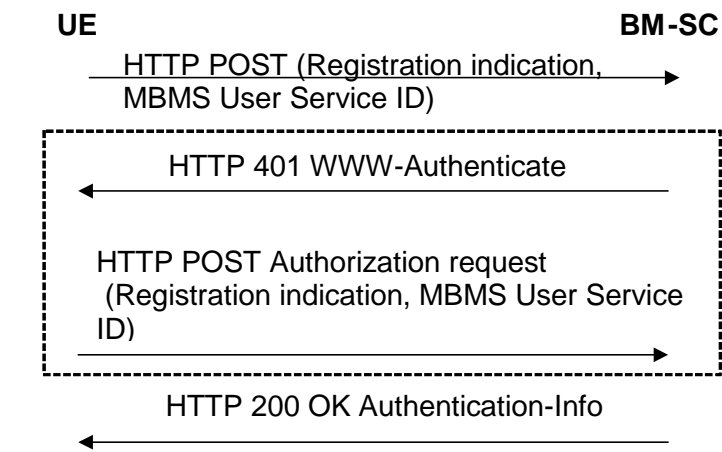 UE BM-SC
HTTP POST (Registration indication,
MBMS User Service ID)
HTTP 401 WWW-Authenticate
HTTP POST Authorization request
(Registration indication, MBMS User Service
ID)
HTTP 200 OK Authentication-Info